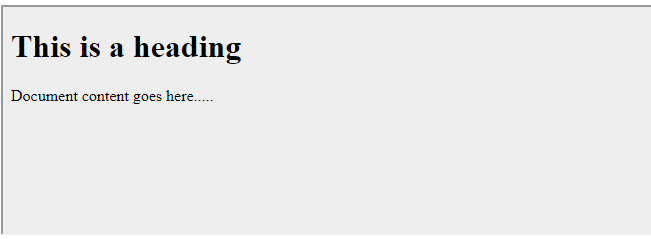 This is a heading
Document content goes here.....